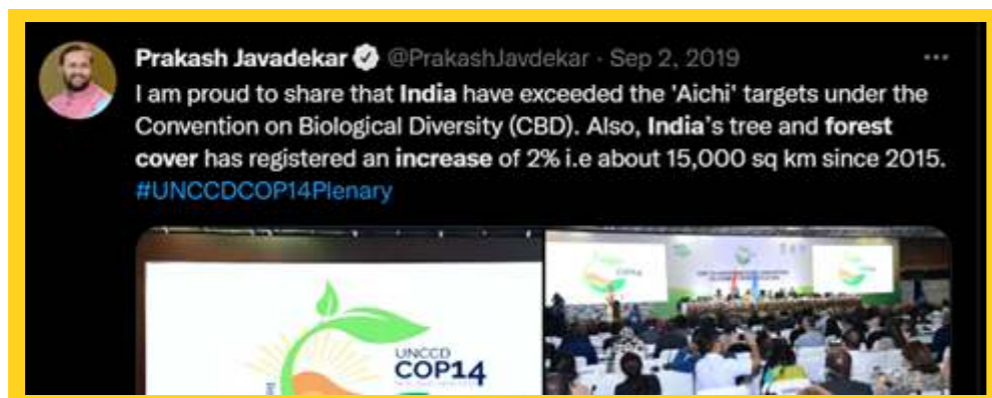 Prakash Javadekar @PrakashJavdekar · Sep 2, 2019 ···
I am proud to share that India have exceeded the 'Aichi' targets under the
Convention on Biological Diversity (CBD). Also, India's tree and forest
cover has registered an increase of 2% i.e about 15,000 sq km since 2015.
#UNCCDCOP14Plenary
UNCCD
COP14
COP14